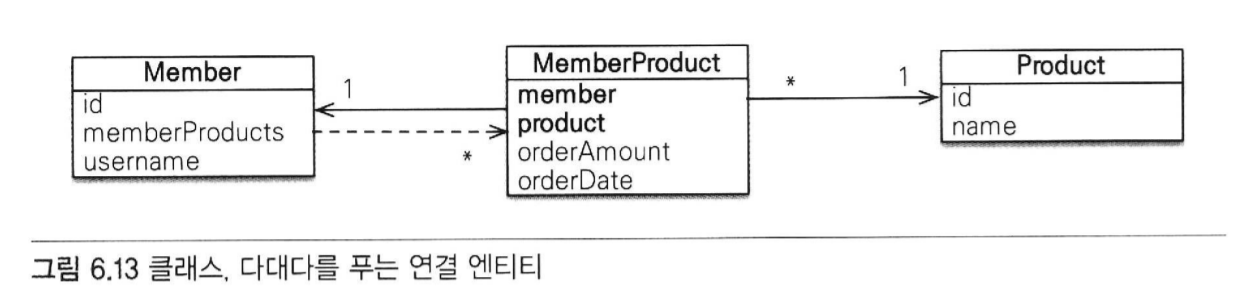 Member
id
memberProducts
username
1
*
MemberProduct
member
product
orderAmount
orderDate
*
1
Product
id
name
그림 6.13 클래스, 다대다를 푸는 연결 엔티티